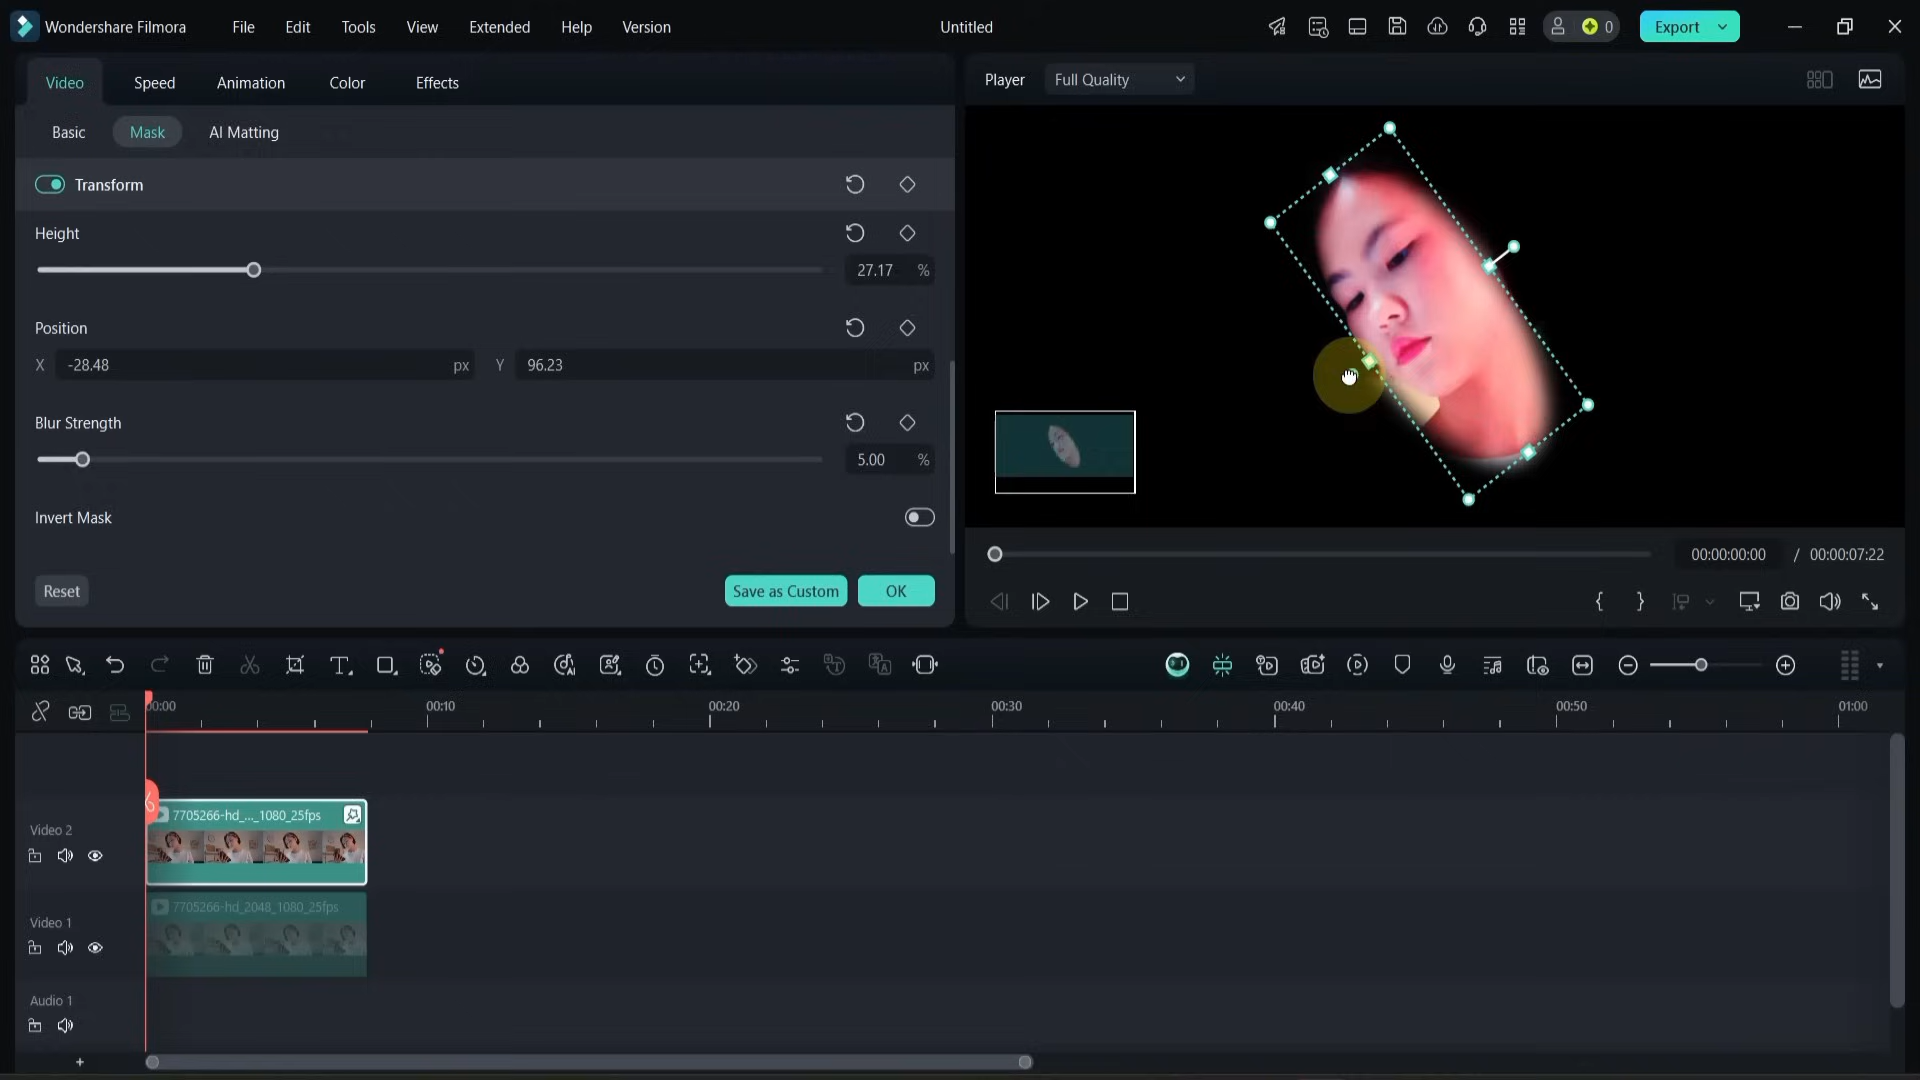 Wondershare Filmora File Edit Tools View Extended Help Version Untitled 0 Export
Video Speed Animation Color Effects
Player Full Quality
Basic Mask AI Matting
Transform
Height
27.17 %
Position
X -28.48 px Y 96.23 px
Blur Strength
5.00 %
Invert Mask
00:00:00:00 / 00:00:07:22
Reset Save as Custom OK
00:10 00:20 00:30 00:40 00:50 01:00
7705266-hd_..._1080_25fps
Video 2
7705266-hd_2048_1080_25fps
Video 1
Audio 1